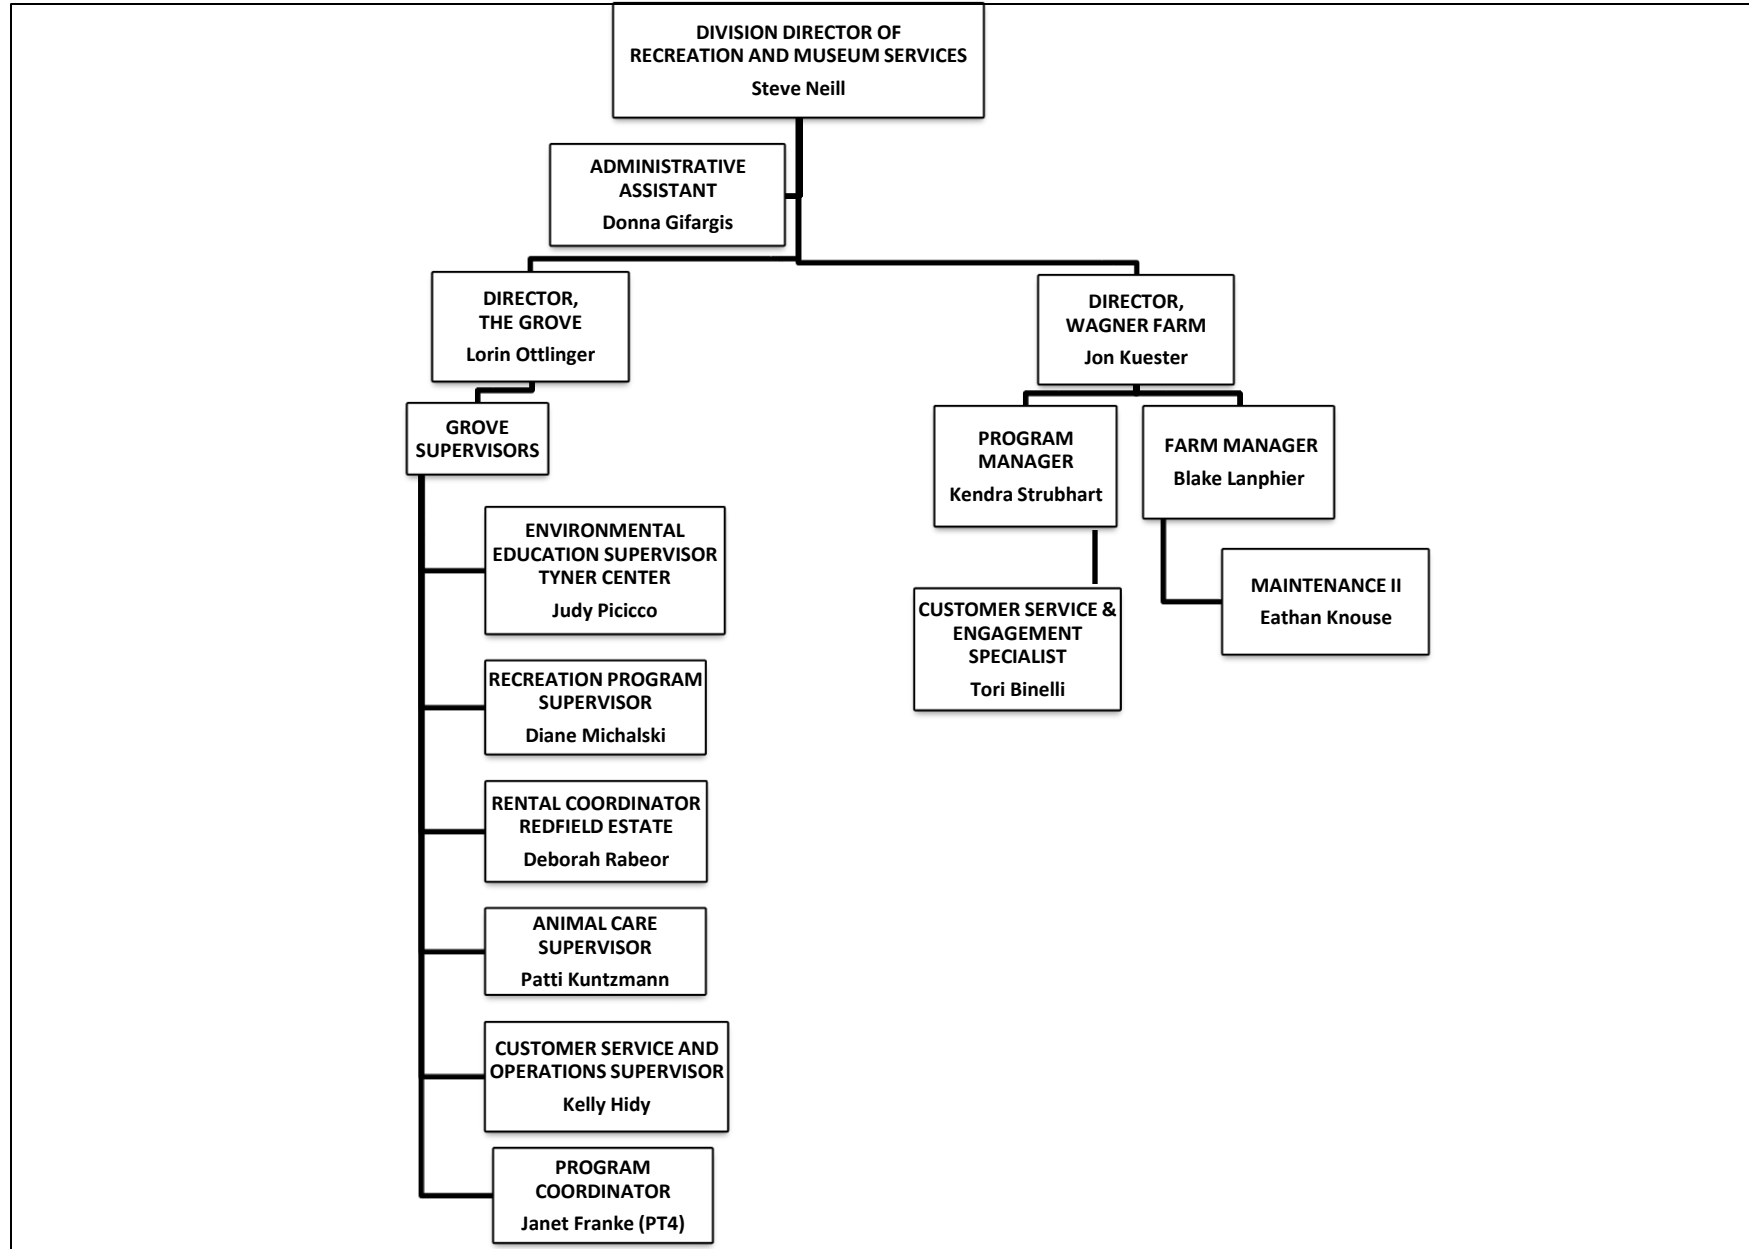 DIVISION DIRECTOR OF
RECREATION AND MUSEUM SERVICES
Steve Neill
ADMINISTRATIVE
ASSISTANT
Donna Gifargis
DIRECTOR,
THE GROVE
Lorin Ottlinger
DIRECTOR,
WAGNER FARM
Jon Kuester
GROVE
SUPERVISORS
PROGRAM
MANAGER
Kendra Strubhart
FARM MANAGER
Blake Lanphier
ENVIRONMENTAL
EDUCATION SUPERVISOR
TYNER CENTER
Judy Picicco
MAINTENANCE II
Eathan Knouse
CUSTOMER SERVICE &
ENGAGEMENT
SPECIALIST
Tori Binelli
RECREATION PROGRAM
SUPERVISOR
Diane Michalski
RENTAL COORDINATOR
REDFIELD ESTATE
Deborah Rabeor
ANIMAL CARE
SUPERVISOR
Patti Kuntzmann
CUSTOMER SERVICE AND
OPERATIONS SUPERVISOR
Kelly Hidy
PROGRAM
COORDINATOR
Janet Franke (PT4)